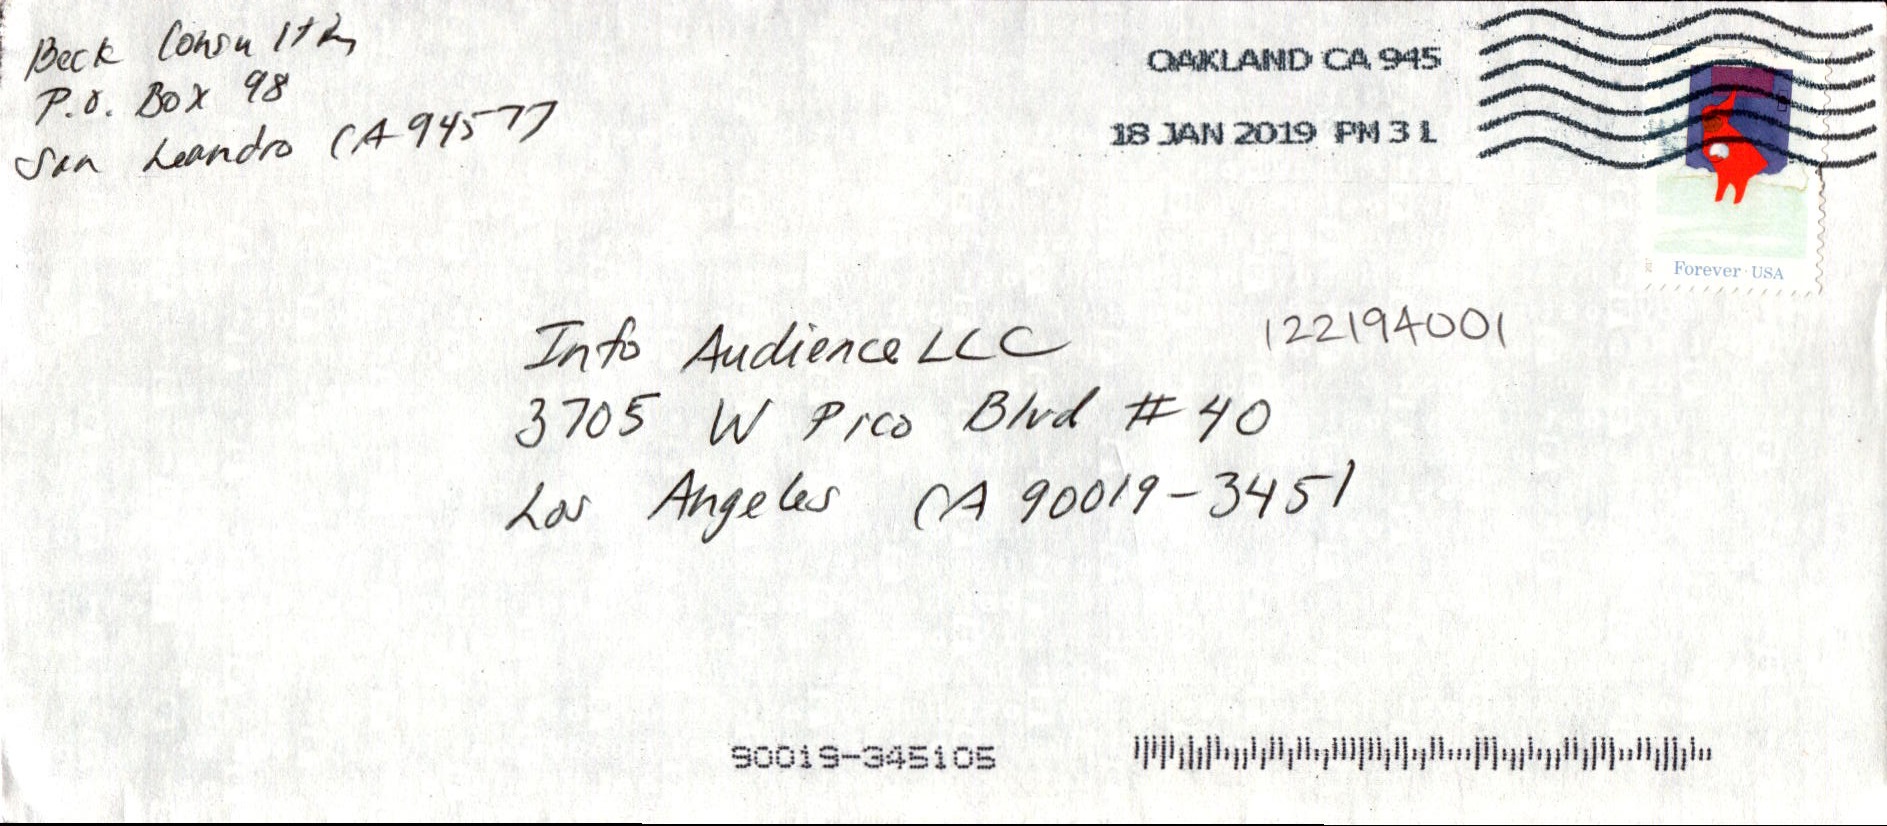 Beck Consulting
P.O. Box 98
San Leandro CA 94577
OAKLAND CA 945
18 JAN 2019 PM 3 L
Forever USA
122194001
Info Audience LLC
3705 W Pico Blvd # 40
Los Angeles CA 90019-3451
90019-345105